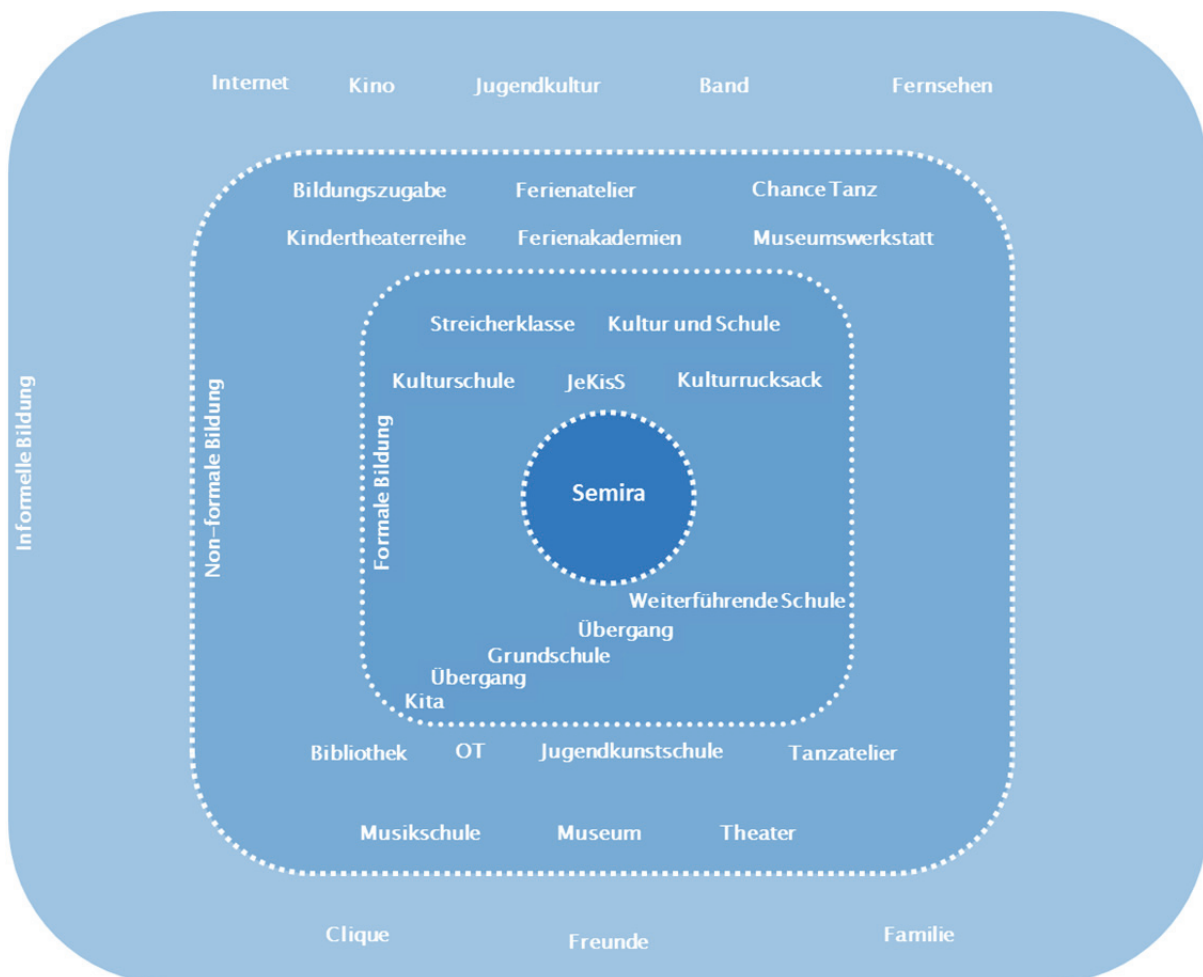 Internet Kino Jugendkultur Band Fernsehen
Bildungszugabe Ferienatelier Chance Tanz
Kindertheaterreihe Ferienakademien Museumswerkstatt
Streicherklasse Kultur und Schule
Kulturschule JeKisS Kulturrucksack
Informelle Bildung
Non-formale Bildung
Formale Bildung
Semira
Weiterführende Schule
Übergang
Grundschule
Übergang
Kita
Bibliothek OT Jugendkunstschule Tanzatelier
Musikschule Museum Theater
Clique Freunde Familie